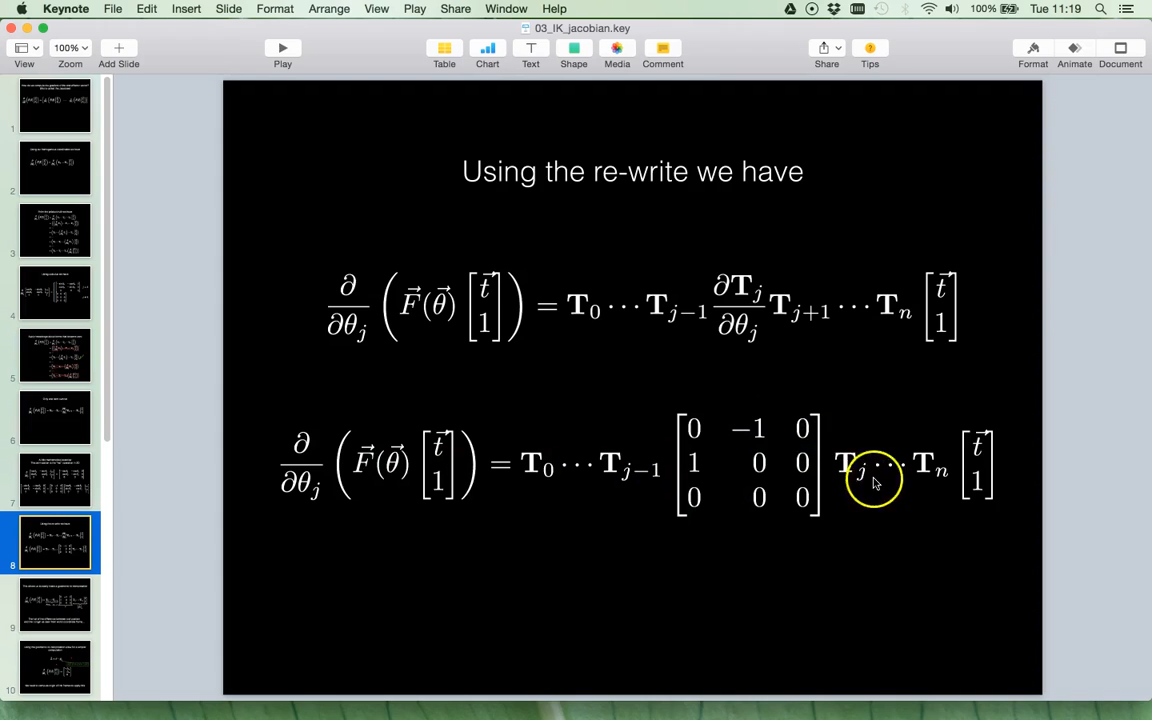 Keynote File Edit Insert Slide Format Arrange View Play Share Window Help 100% Tue 11:19
03_IK_jacobian.key
100%
View Zoom Add Slide Play Table Chart Text Shape Media Comment Share Tips Format Animate Document
1
2
3
4
5
6
7
8
9
10
Using the re-write we have
∂/∂θ_j ( F⃗(θ⃗) [t⃗ 1] ) = T_0 ⋯ T_{j−1} ∂T_j/∂θ_j T_{j+1} ⋯ T_n [t⃗ 1]
∂/∂θ_j ( F⃗(θ⃗) [t⃗ 1] ) = T_0 ⋯ T_{j−1} [0 −1 0; 1 0 0; 0 0 0] T_j ⋯ T_n [t⃗ 1]